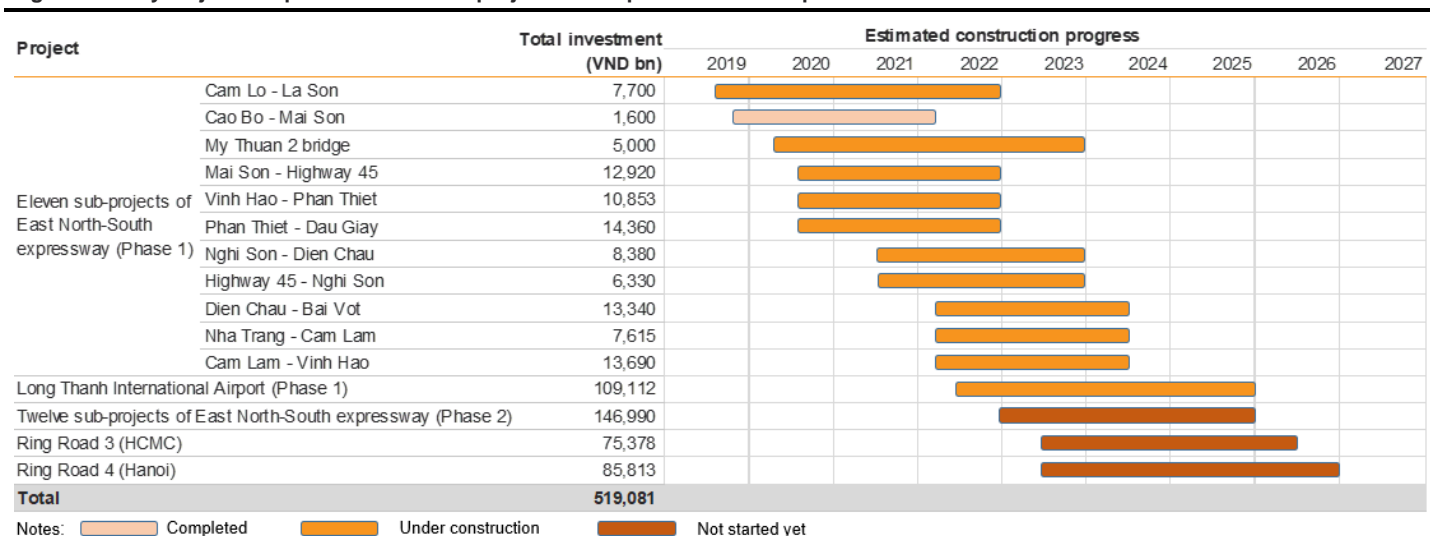 Project Total investment (VND bn) Estimated construction progress
2019 2020 2021 2022 2023 2024 2025 2026 2027
Eleven sub-projects of East North-South expressway (Phase 1)
Cam Lo - La Son 7,700
Cao Bo - Mai Son 1,600
My Thuan 2 bridge 5,000
Mai Son - Highway 45 12,920
Vinh Hao - Phan Thiet 10,853
Phan Thiet - Dau Giay 14,360
Nghi Son - Dien Chau 8,380
Highway 45 - Nghi Son 6,330
Dien Chau - Bai Vot 13,340
Nha Trang - Cam Lam 7,615
Cam Lam - Vinh Hao 13,690
Long Thanh International Airport (Phase 1) 109,112
Twelve sub-projects of East North-South expressway (Phase 2) 146,990
Ring Road 3 (HCMC) 75,378
Ring Road 4 (Hanoi) 85,813
Total 519,081
Notes: Completed Under construction Not started yet